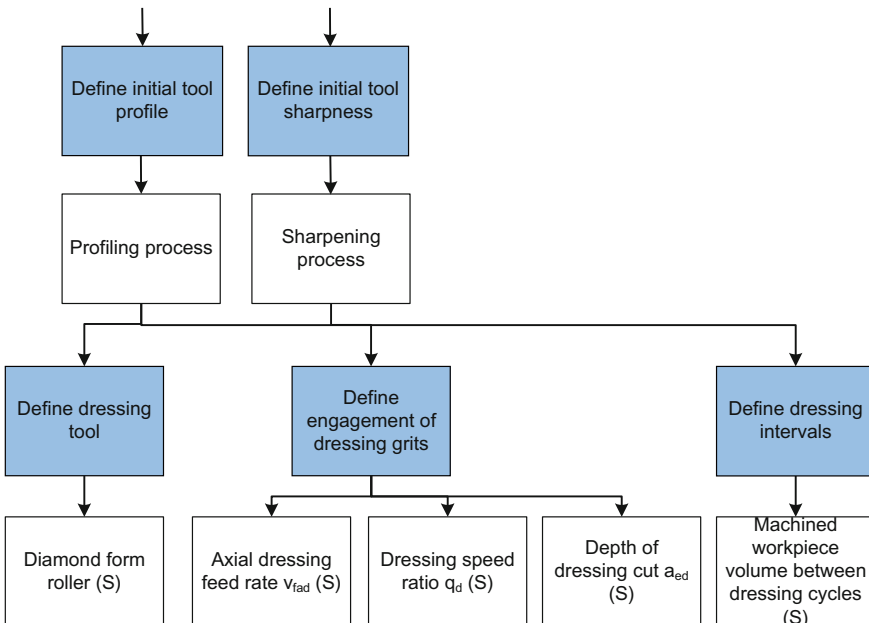 Define initial tool
profile
Define initial tool
sharpness
Profiling process
Sharpening
process
Define dressing
tool
Define
engagement of
dressing grits
Define dressing
intervals
Diamond form
roller (S)
Axial dressing
feed rate vfad (S)
Dressing speed
ratio qd (S)
Depth of
dressing cut aed
(S)
Machined
workpiece
volume between
dressing cycles
(S)